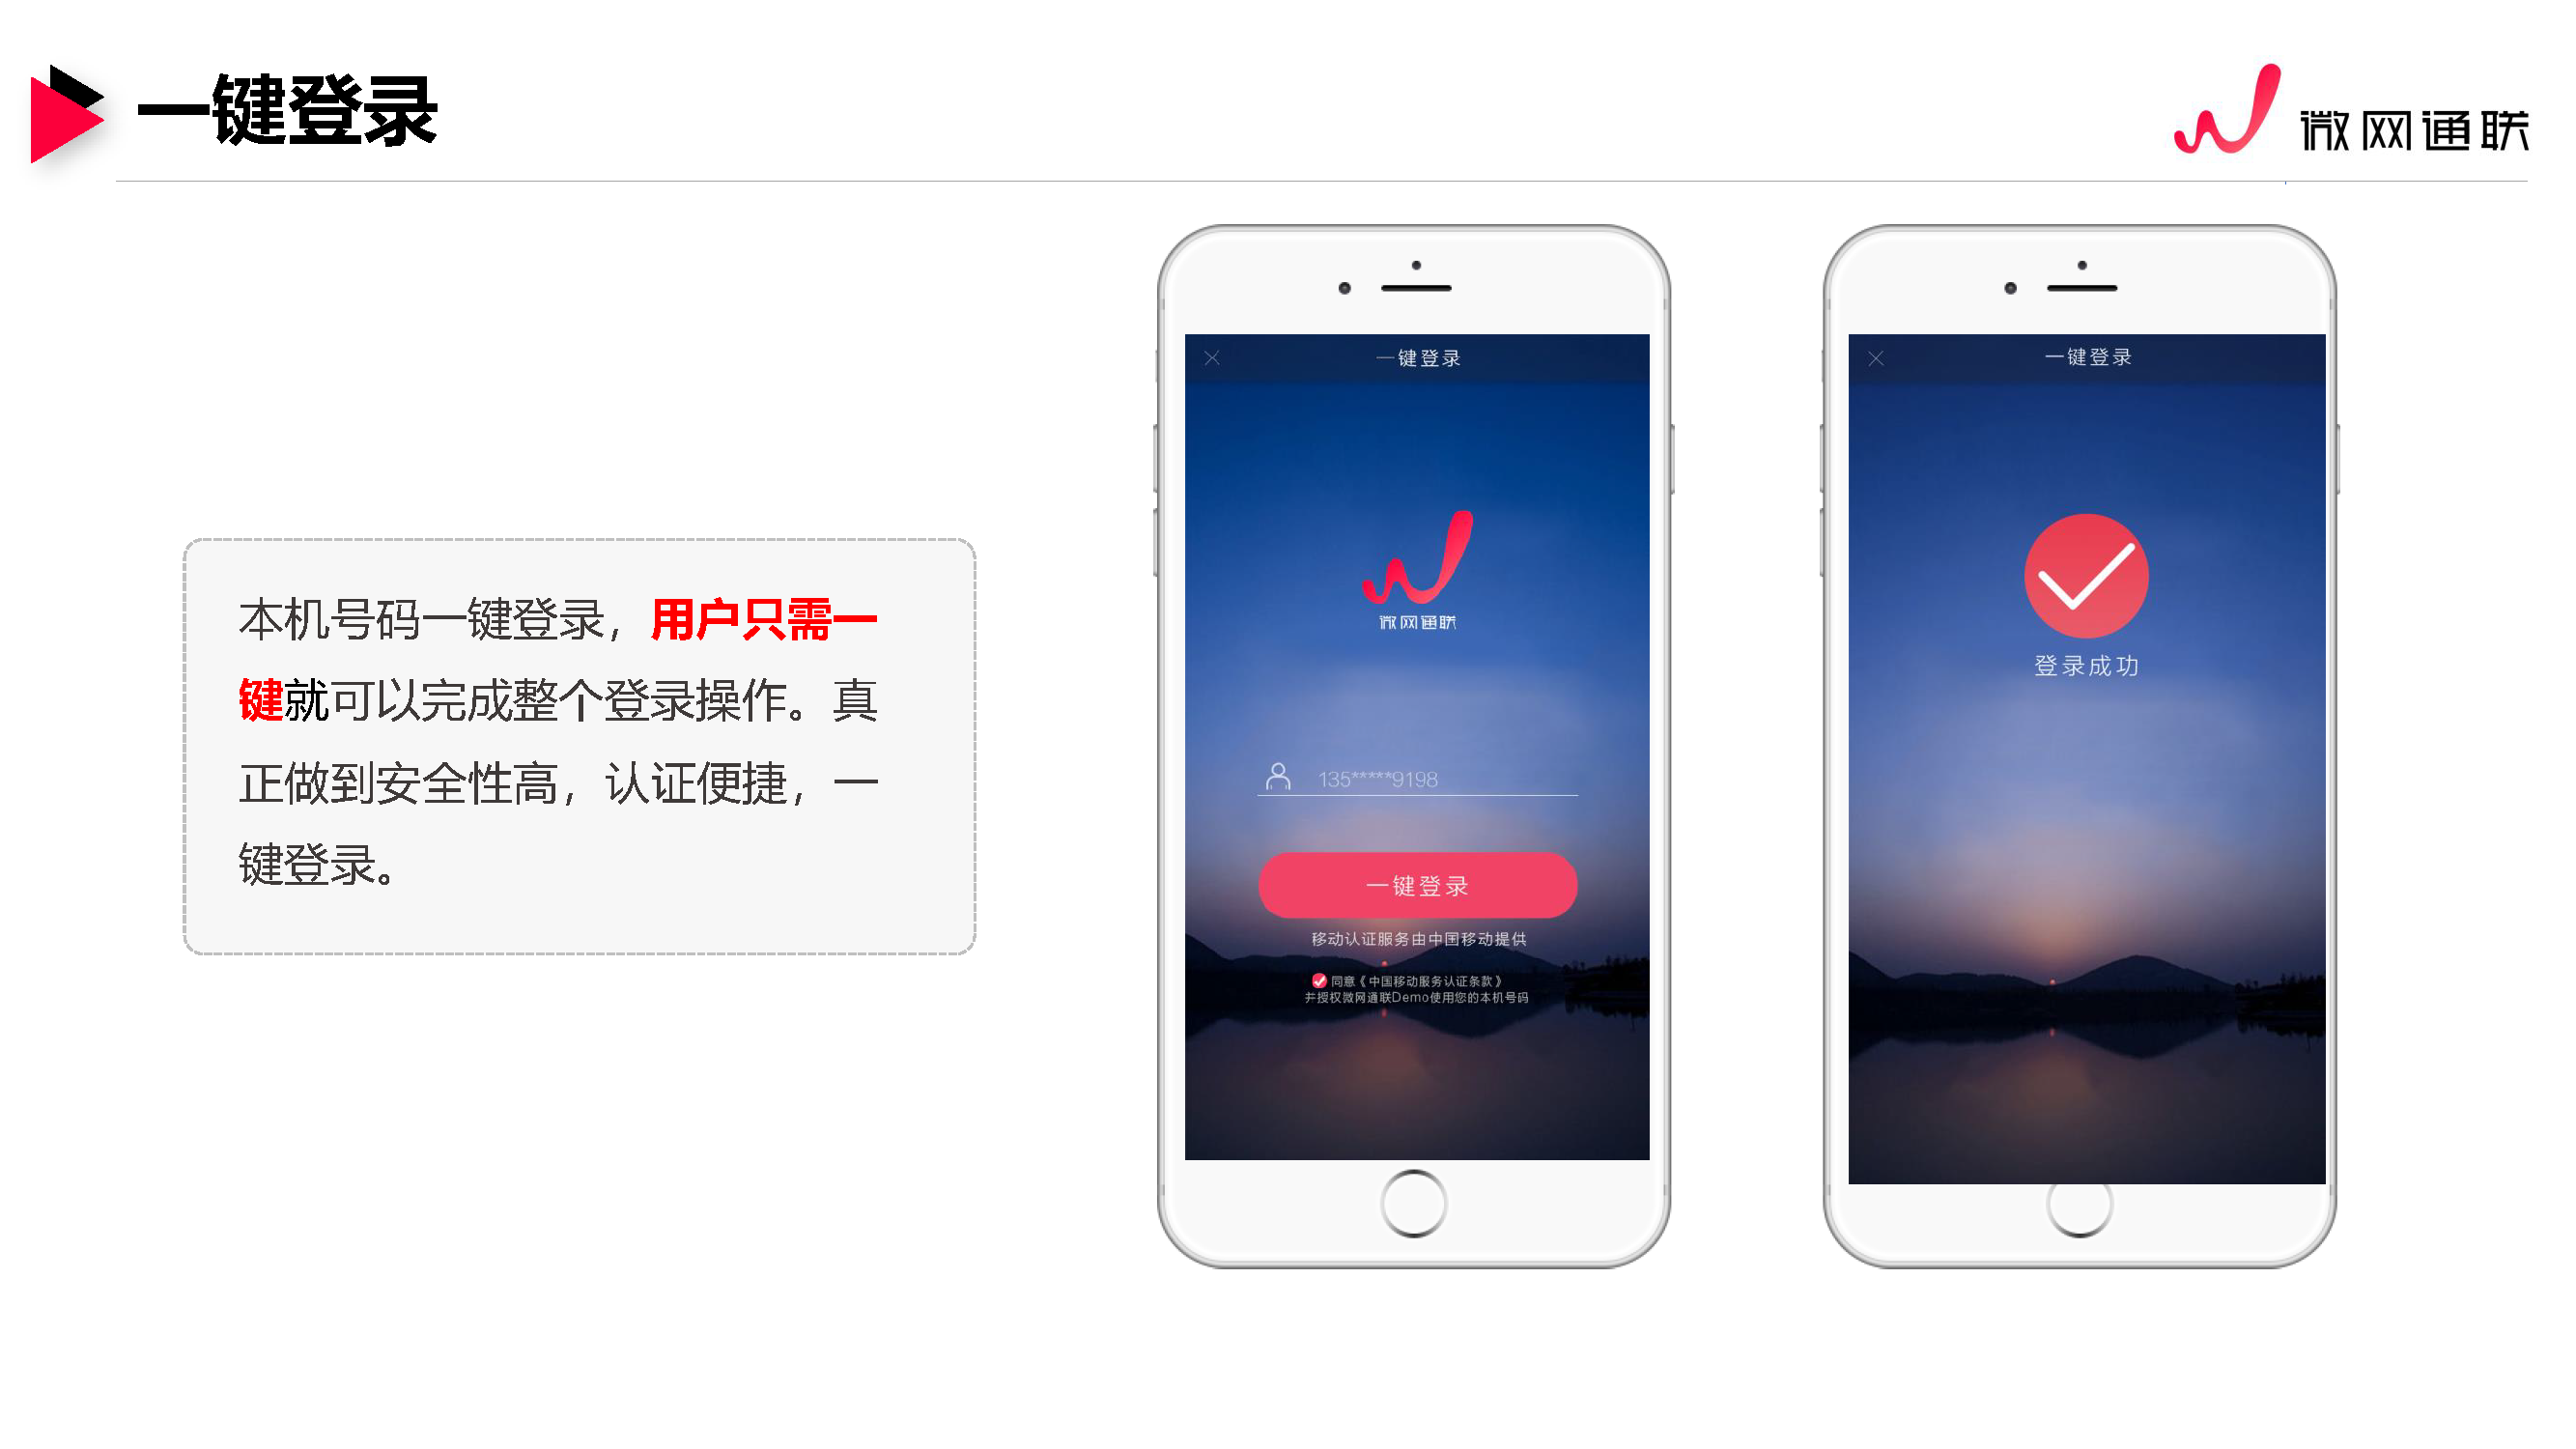 一键登录
微网通联
本机号码一键登录，用户只需一
键就可以完成整个登录操作。真
正做到安全性高，认证便捷，一
键登录。
一键登录
微网通联
135*****9198
一键登录
移动认证服务由中国移动提供
同意《中国移动服务认证条款》
并授权微网通联Demo使用您的本机号码
一键登录
登录成功